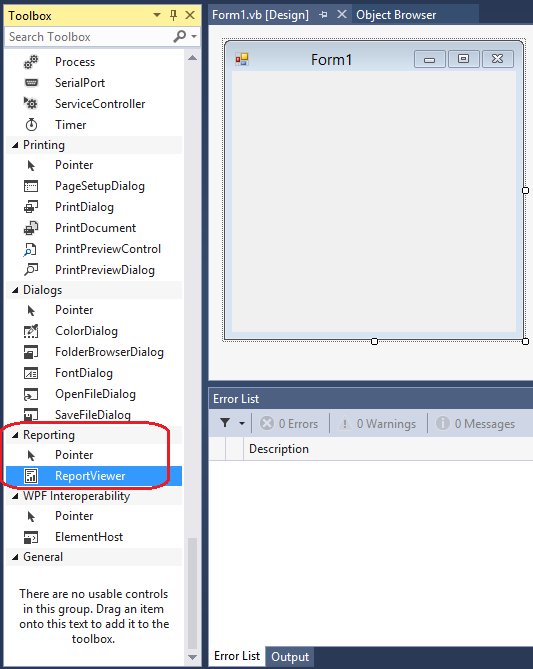 Toolbox
Search Toolbox
Process
SerialPort
ServiceController
Timer
Printing
Pointer
PageSetupDialog
PrintDialog
PrintDocument
PrintPreviewControl
PrintPreviewDialog
Dialogs
Pointer
ColorDialog
FolderBrowserDialog
FontDialog
OpenFileDialog
SaveFileDialog
Reporting
Pointer
ReportViewer
WPF Interoperability
Pointer
ElementHost
General
There are no usable controls
in this group. Drag an item
onto this text to add it to the
toolbox.
Form1.vb [Design]
Object Browser
Form1
Error List
0 Errors
0 Warnings
0 Messages
Description
Error List
Output